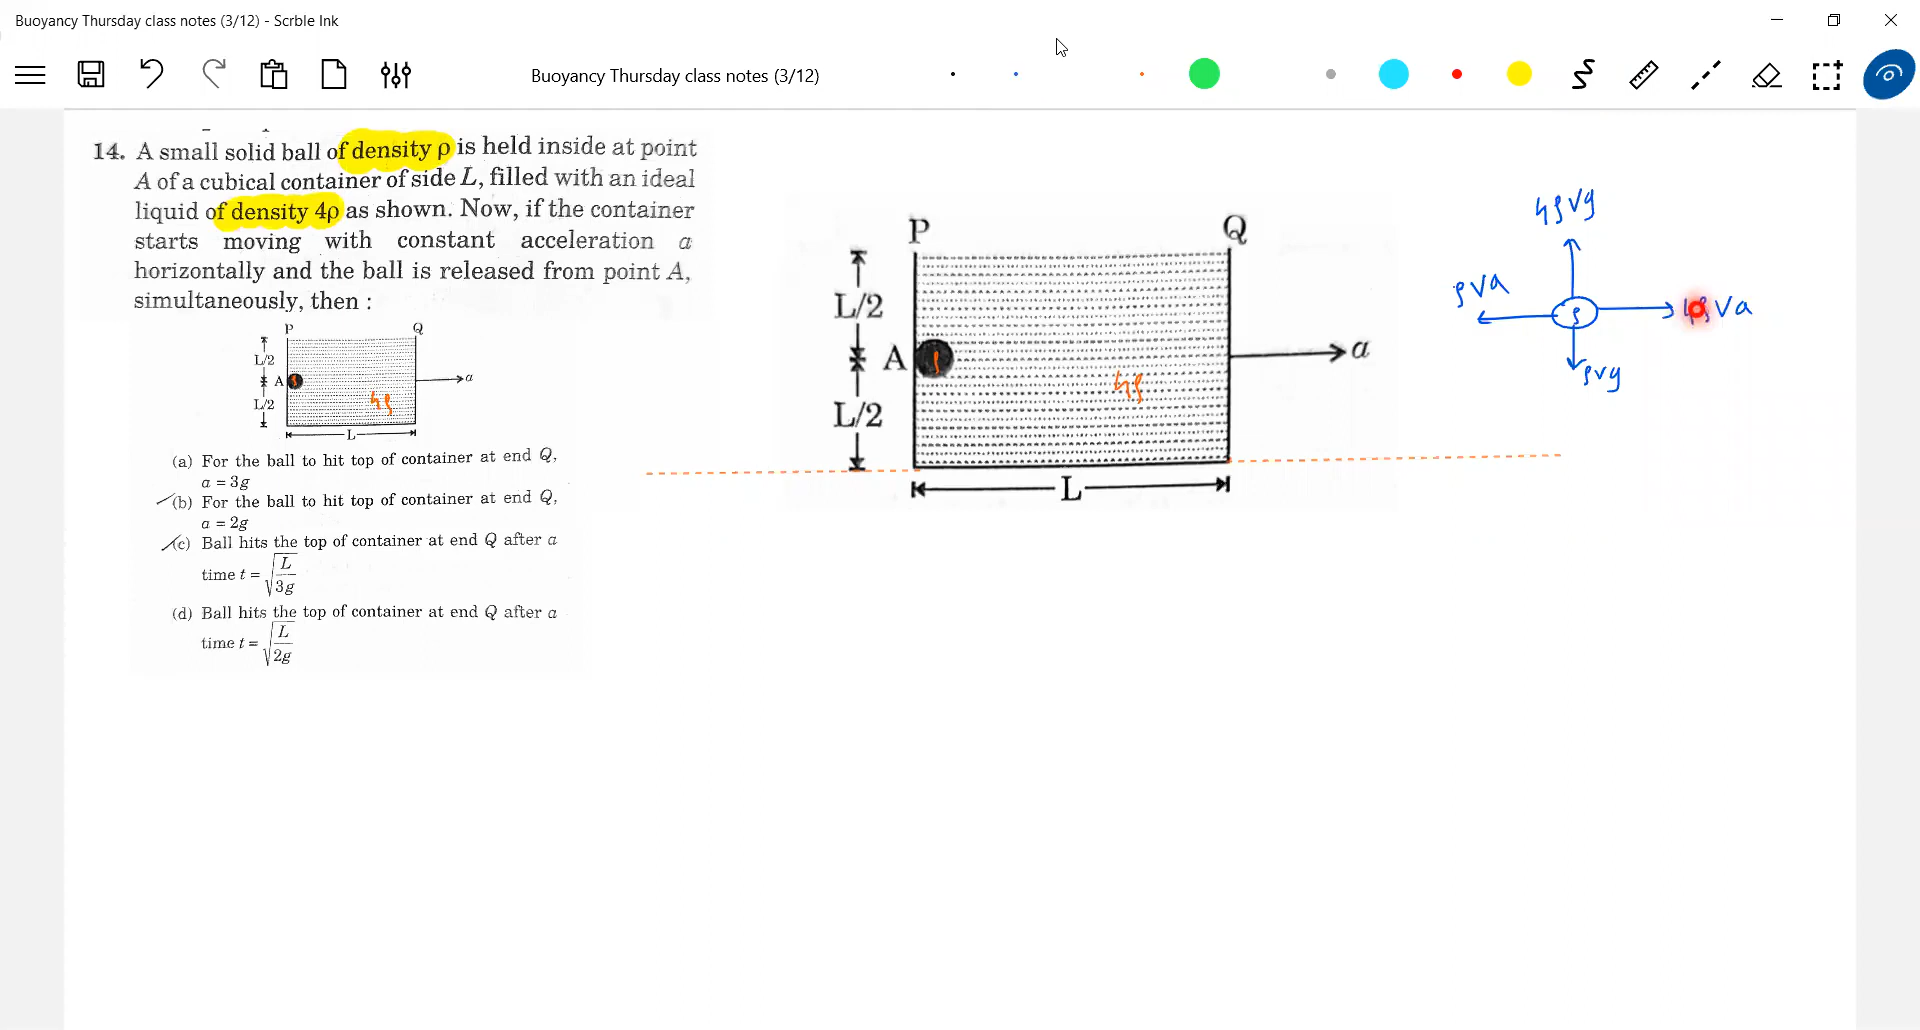 Buoyancy Thursday class notes (3/12) - Scrble Ink
Buoyancy Thursday class notes (3/12)
14. A small solid ball of density ρ is held inside at point
A of a cubical container of side L, filled with an ideal
liquid of density 4ρ as shown. Now, if the container
starts moving with constant acceleration a
horizontally and the ball is released from point A,
simultaneously, then :
P Q
L/2
A ρ
a
L/2
4ρ
L
(a) For the ball to hit top of container at end Q,
a = 3g
(b) For the ball to hit top of container at end Q,
a = 2g
(c) Ball hits the top of container at end Q after a
time t = √(L/3g)
(d) Ball hits the top of container at end Q after a
time t = √(L/2g)
P Q
L/2
A ρ
a
L/2
4ρ
L
4ρVg
ρVa
ρ
4ρVa
ρVg